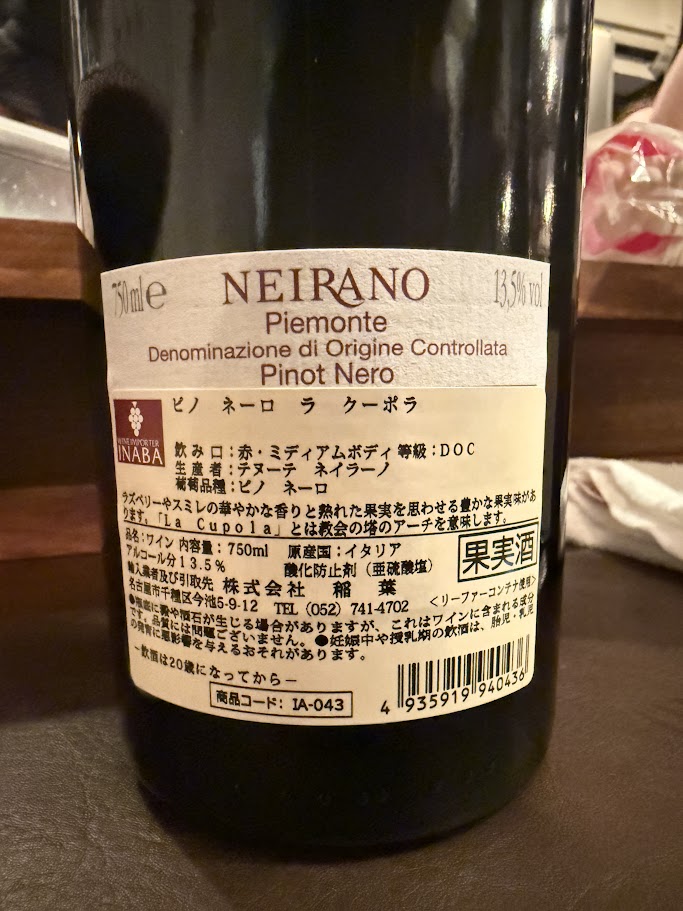 750 ml e NEIRANO 13,5% vol
Piemonte
Denominazione di Origine Controllata
Pinot Nero
ピノ ネーロ ラ クーポラ
WINE IMPORTER
INABA
飲み口：赤・ミディアムボディ 等級：DOC
生産者：テヌーテ ネイラーノ
葡萄品種：ピノ ネーロ
ラズベリーやスミレの華やかな香りと熟れた果実を思わせる豊かな果実味があ
ります。「La Cupola」とは教会の塔のアーチを意味します。
品名：ワイン 内容量：750ml 原産国：イタリア
アルコール分13.5% 酸化防止剤（亜硫酸塩）
果実酒
輸入業者及び引取先 株式会社 稲葉
名古屋市千種区今池5-9-12 TEL (052) 741-4702 <リーファーコンテナ使用>
●瓶底に澱や酒石が生じる場合がありますが、これはワインに含まれる成分
です。品質には問題ございません。●妊娠中や授乳期の飲酒は、胎児・乳児
の発育に悪影響を与えるおそれがあります。
－飲酒は20歳になってから－
商品コード：IA-043
4 935919 940436